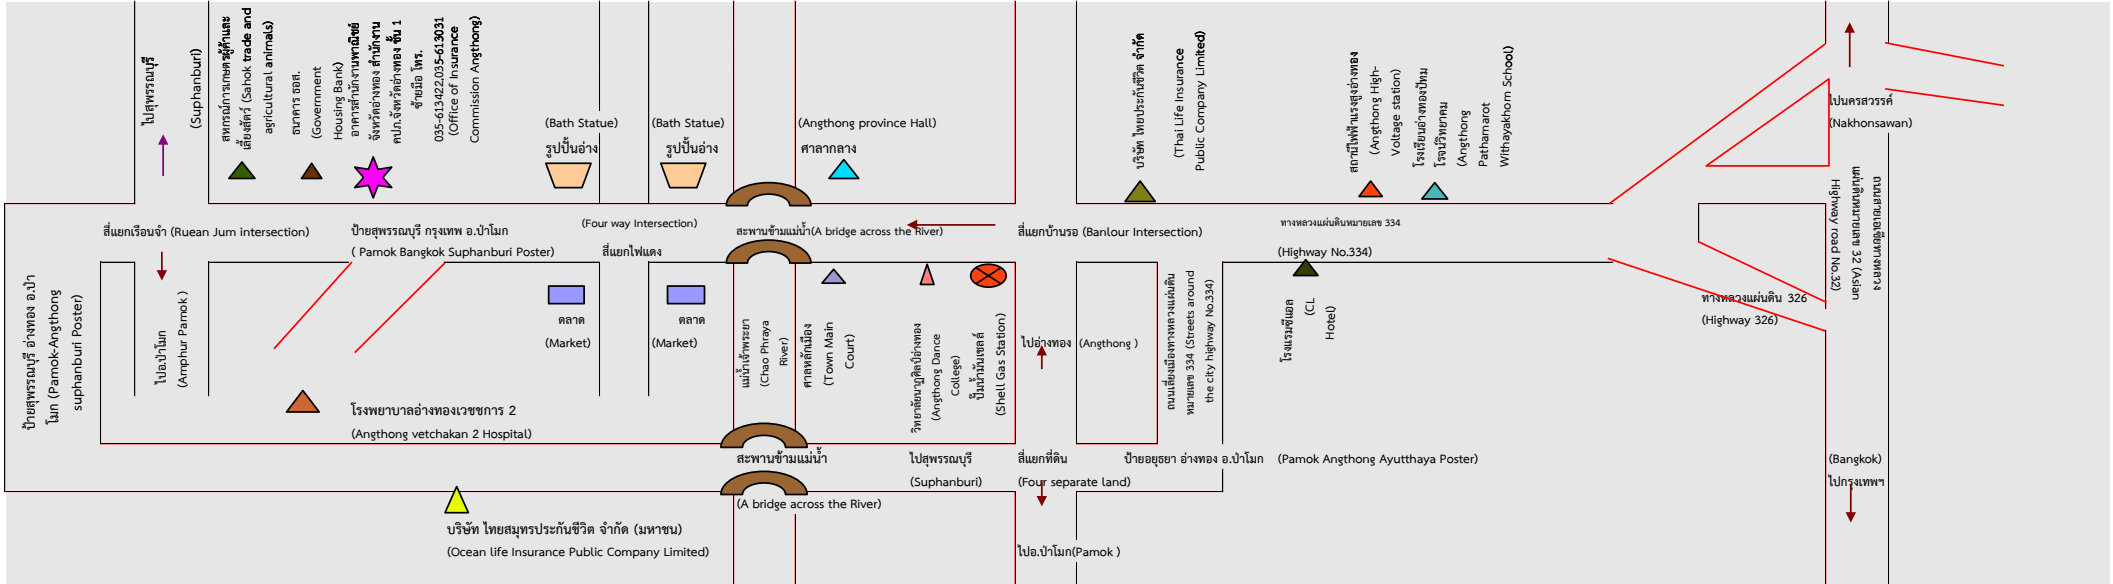 ไปสุพรรณบุรี
(Suphanburi)
สหกรณ์การเกษตรผู้ค้าและ
เลี้ยงสัตว์ (Sahok trade and
agricultural animals)
ธนาคาร ธอส.
(Government
Housing Bank)
อาคารสำนักงานพาณิชย์
จังหวัดอ่างทอง สำนักงาน
คปภ.จังหวัดอ่างทอง ชั้น 1
ซ้ายมือ โทร.
035-613422,035-613031
(Office of Insurance
Commission Angthong)
(Bath Statue)
รูปปั้นอ่าง
(Bath Statue)
รูปปั้นอ่าง
(Angthong province Hall)
ศาลากลาง
บริษัท ไทยประกันชีวิต จำกัด
(Thai Life Insurance
Public Company Limited)
สถานีไฟฟ้าแรงสูงอ่างทอง
(Angthong High-
Voltage station)
โรงเรียนอ่างทองปัทม
โรจน์วิทยาคม
(Angthong
Pathamarot
Withayakhom School)
ไปนครสวรรค์
(Nakhonsawan)
ถนนสายเอเชียทางหลวง
แผ่นดินหมายเลข 32 (Asian
Highway road No.32)
สี่แยกเรือนจำ (Ruean Jum intersection)
ป้ายสุพรรณบุรี กรุงเทพ อ.ป่าโมก
( Pamok Bangkok Suphanburi Poster)
(Four way Intersection)
สี่แยกไฟแดง
สะพานข้ามแม่น้ำ(A bridge across the River)
สี่แยกบ้านรอ (Banlour Intersection)
ทางหลวงแผ่นดินหมายเลข 334
(Highway No.334)
ป้ายสุพรรณบุรี อ่างทอง อ.ป่า
โมก (Pamok-Angthong
suphanburi Poster)
ไปอ.ป่าโมก
(Amphur Pamok )
ตลาด
(Market)
ตลาด
(Market)
แม่น้ำเจ้าพระยา
(Chao Phraya
River)
ศาลหลักเมือง
(Town Main
Court)
วิทยาลัยนาฏศิลป์อ่างทอง
(Angthong Dance
College)
ปั๊มน้ำมันเชลล์
(Shell Gas Station)
ไปอ่างทอง (Angthong )
ถนนเลี่ยงเมืองทางหลวงแผ่นดิน
หมายเลข 334 (Streets around
the city highway No.334)
โรงแรมซีแอล
(CL
Hotel)
ทางหลวงแผ่นดิน 326
(Highway 326)
โรงพยาบาลอ่างทองเวชชการ 2
(Angthong vetchakan 2 Hospital)
สะพานข้ามแม่น้ำ
(A bridge across the River)
ไปสุพรรณบุรี
(Suphanburi)
สี่แยกที่ดิน
(Four separate land)
ป้ายอยุธยา อ่างทอง อ.ป่าโมก (Pamok Angthong Ayutthaya Poster)
(Bangkok)
ไปกรุงเทพฯ
บริษัท ไทยสมุทรประกันชีวิต จำกัด (มหาชน)
(Ocean life Insurance Public Company Limited)
ไปอ.ป่าโมก(Pamok )